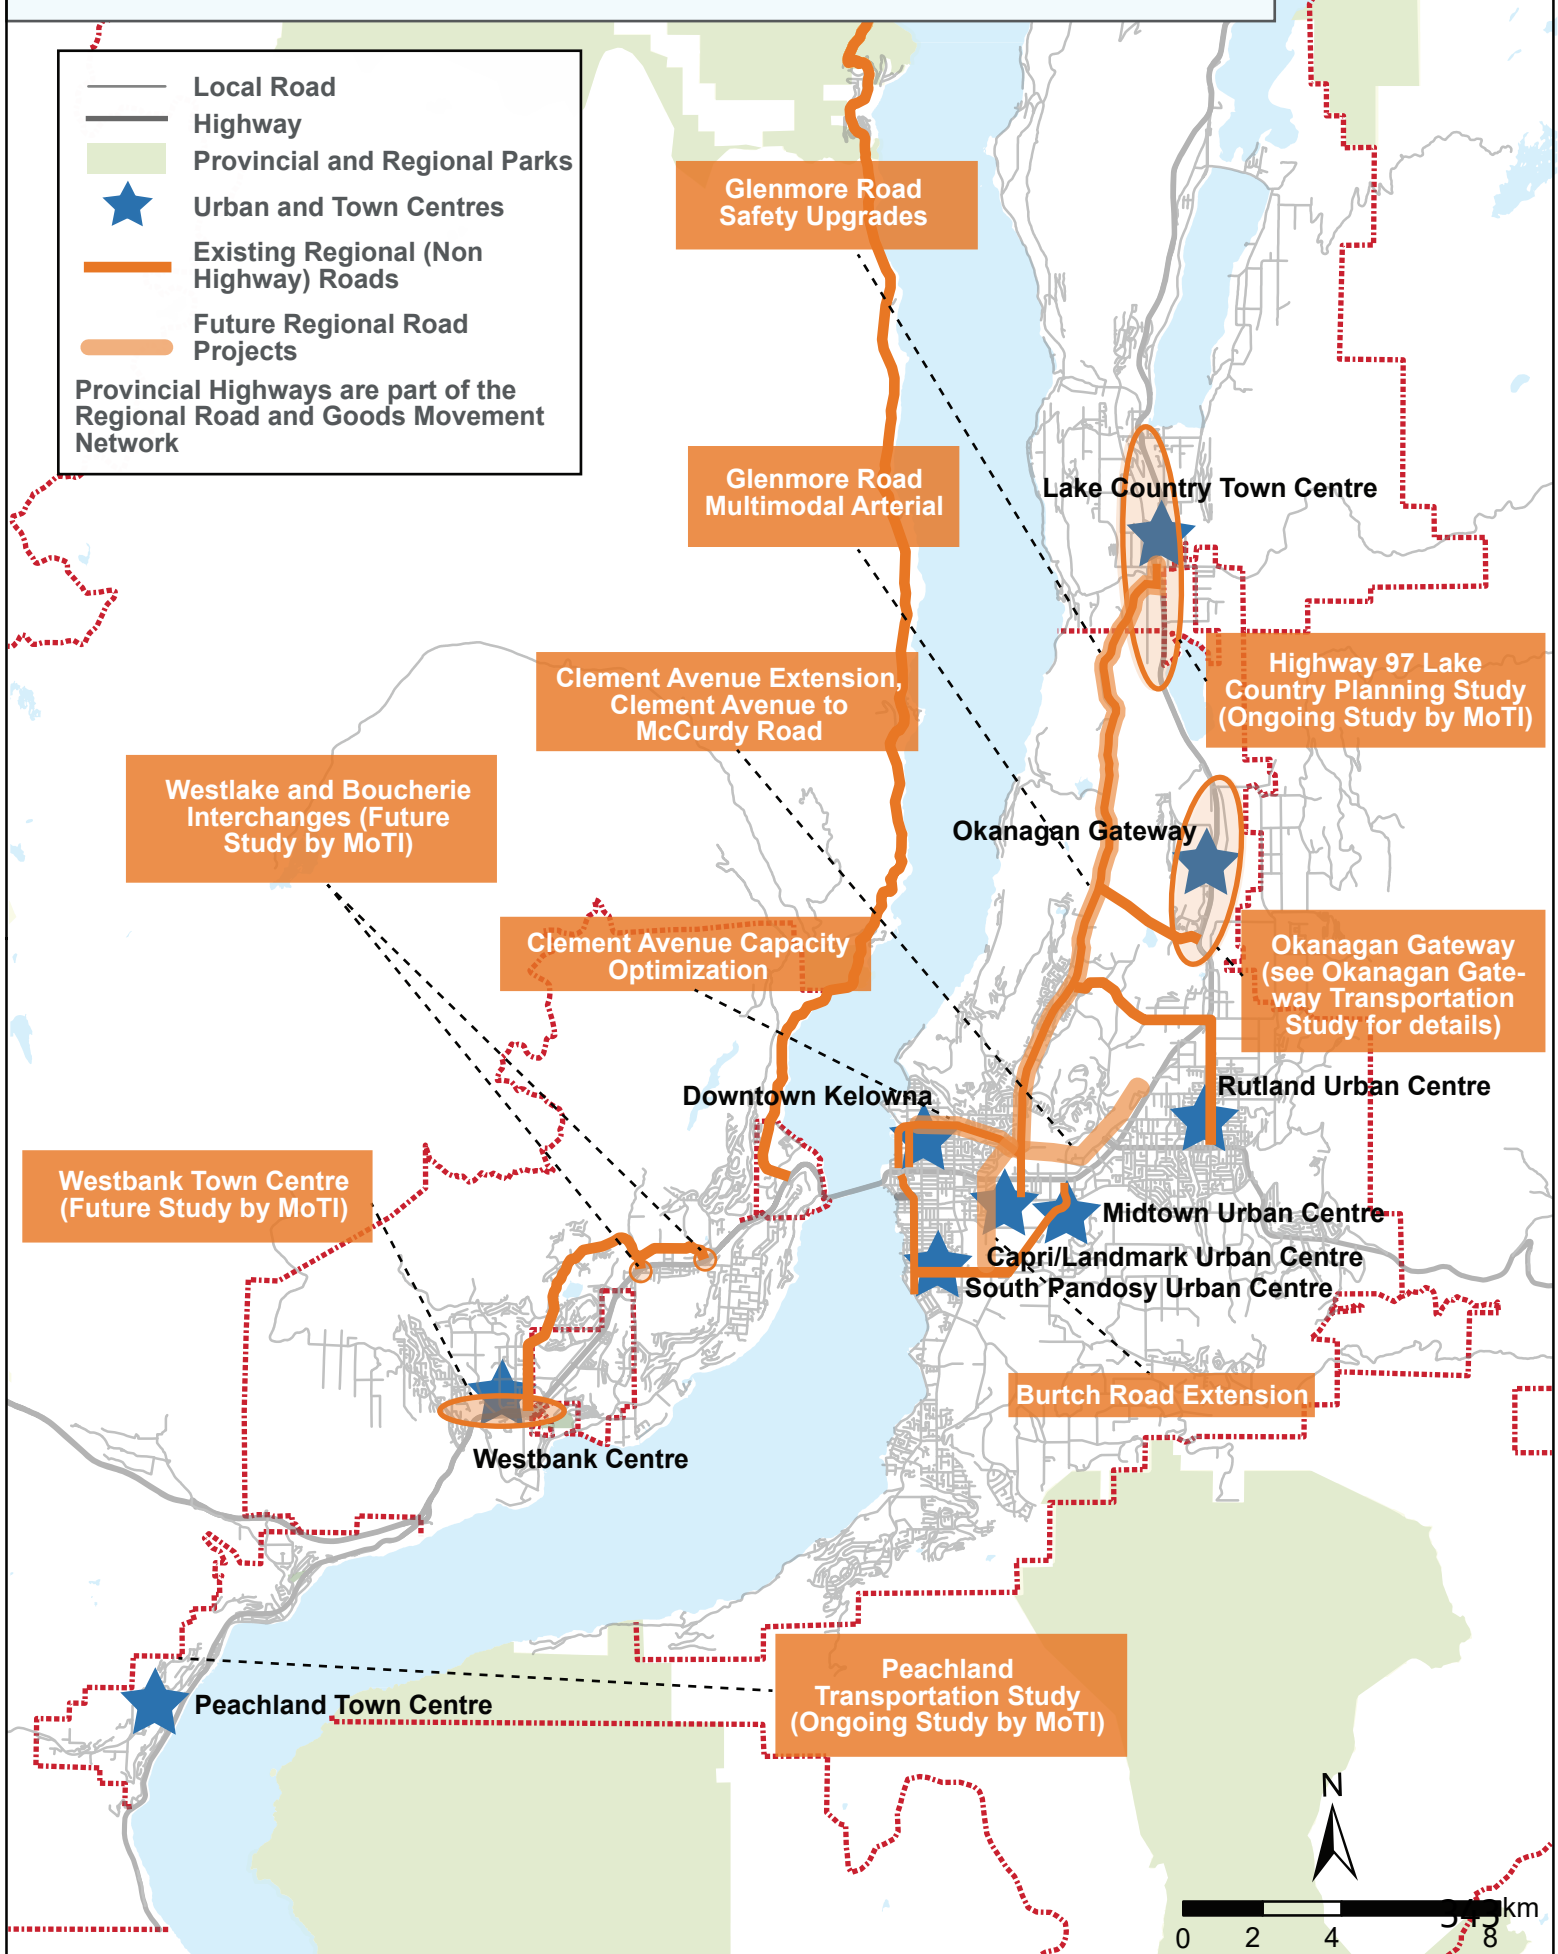 Local Road
Highway
Provincial and Regional Parks
Urban and Town Centres
Existing Regional (Non
Highway) Roads
Future Regional Road
Projects
Provincial Highways are part of the
Regional Road and Goods Movement
Network
Glenmore Road
Safety Upgrades
Glenmore Road
Multimodal Arterial
Lake Country Town Centre
Clement Avenue Extension,
Clement Avenue to
McCurdy Road
Highway 97 Lake
Country Planning Study
(Ongoing Study by MoTI)
Westlake and Boucherie
Interchanges (Future
Study by MoTI)
Okanagan Gateway
Clement Avenue Capacity
Optimization
Okanagan Gateway
(see Okanagan Gate-
way Transportation
Study for details)
Downtown Kelowna
Rutland Urban Centre
Westbank Town Centre
(Future Study by MoTI)
Midtown Urban Centre
Capri/Landmark Urban Centre
South Pandosy Urban Centre
Burtch Road Extension
Westbank Centre
Peachland
Transportation Study
(Ongoing Study by MoTI)
Peachland Town Centre
N
343
km
0 2 4 8